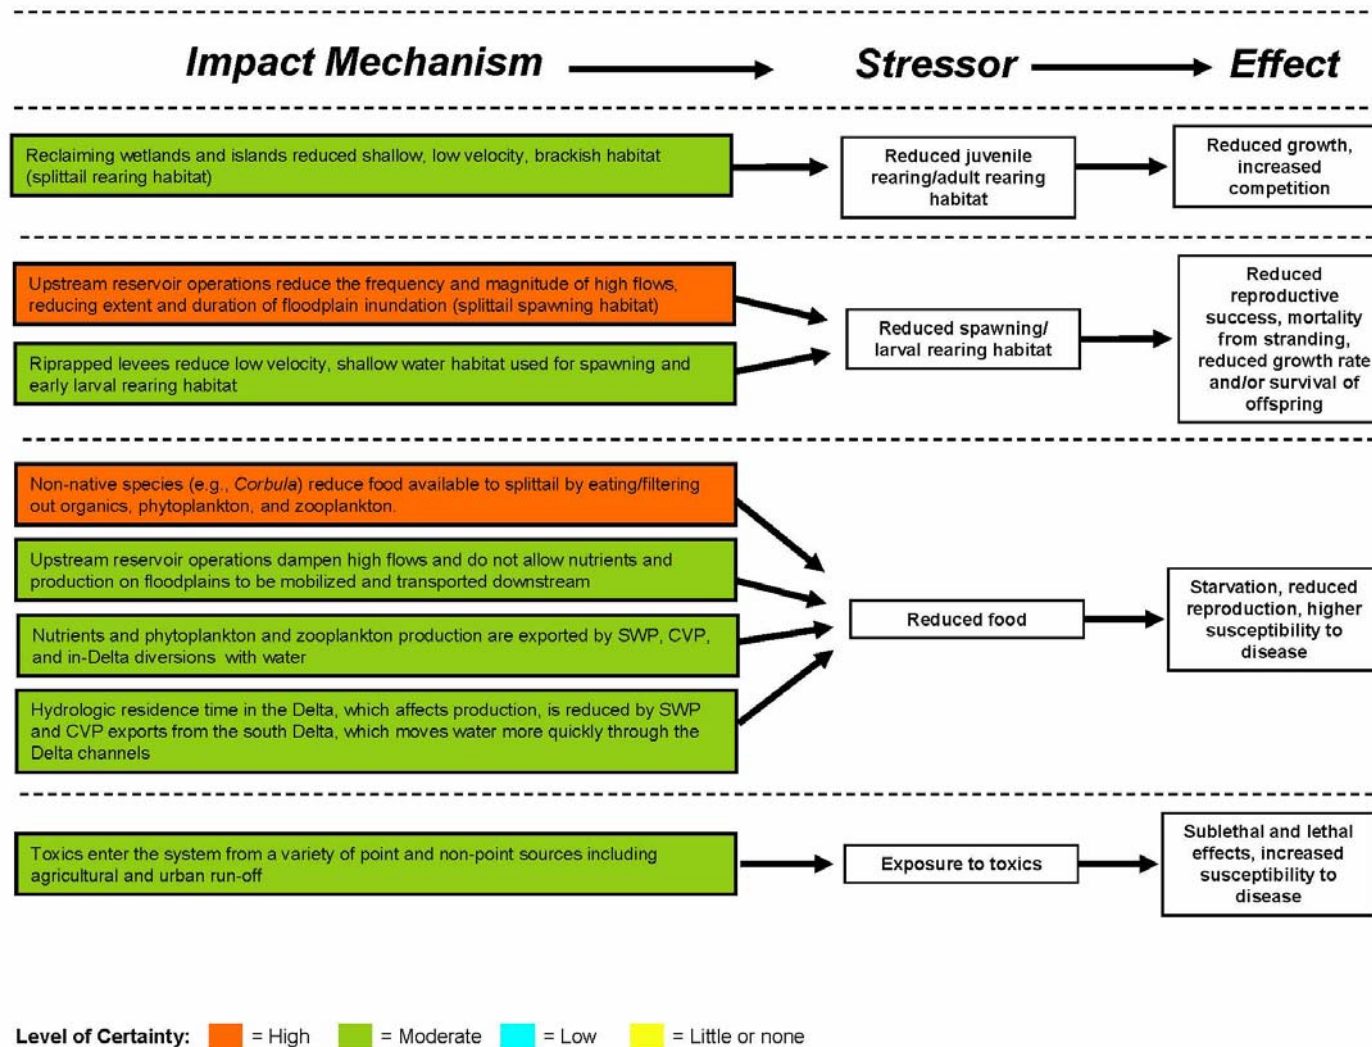 Impact Mechanism Stressor Effect
Reclaiming wetlands and islands reduced shallow, low velocity, brackish habitat
(splittail rearing habitat)
Reduced juvenile
rearing/adult rearing
habitat
Reduced growth,
increased
competition
Upstream reservoir operations reduce the frequency and magnitude of high flows,
reducing extent and duration of floodplain inundation (splittail spawning habitat)
Riprapped levees reduce low velocity, shallow water habitat used for spawning and
early larval rearing habitat
Reduced spawning/
larval rearing habitat
Reduced
reproductive
success, mortality
from stranding,
reduced growth rate
and/or survival of
offspring
Non-native species (e.g., Corbula) reduce food available to splittail by eating/filtering
out organics, phytoplankton, and zooplankton.
Upstream reservoir operations dampen high flows and do not allow nutrients and
production on floodplains to be mobilized and transported downstream
Nutrients and phytoplankton and zooplankton production are exported by SWP, CVP,
and in-Delta diversions with water
Hydrologic residence time in the Delta, which affects production, is reduced by SWP
and CVP exports from the south Delta, which moves water more quickly through the
Delta channels
Reduced food
Starvation, reduced
reproduction, higher
susceptibility to
disease
Toxics enter the system from a variety of point and non-point sources including
agricultural and urban run-off
Exposure to toxics
Sublethal and lethal
effects, increased
susceptibility to
disease
Level of Certainty: = High = Moderate = Low = Little or none